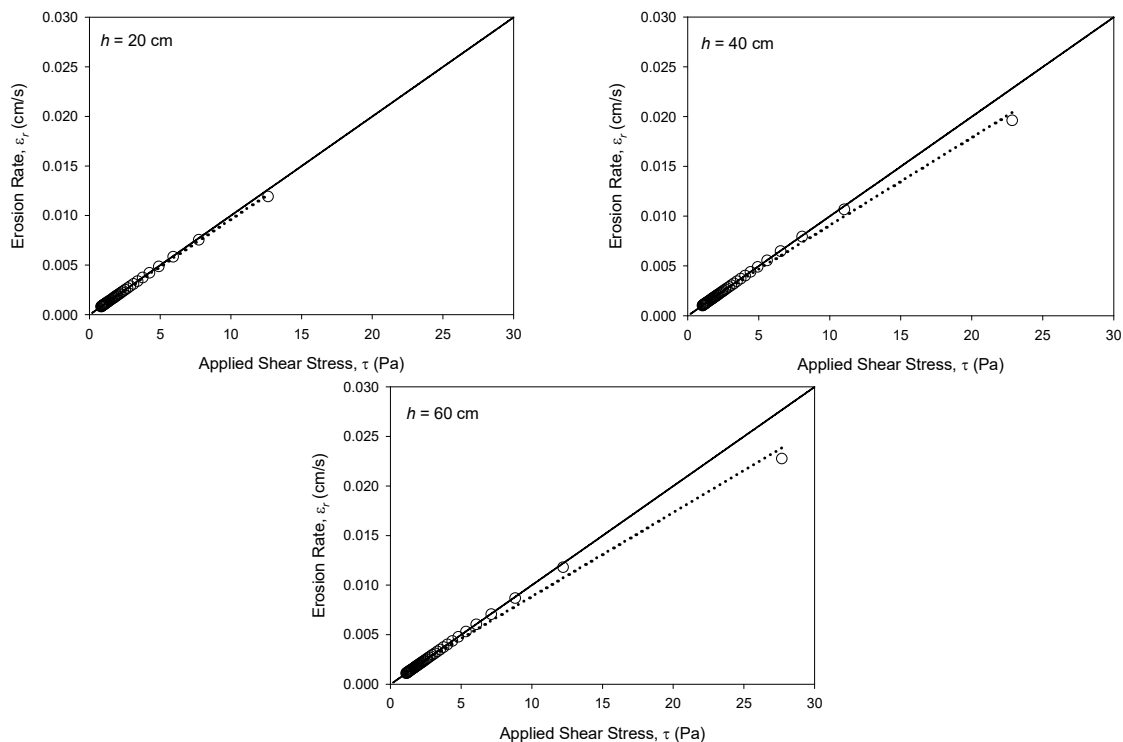 0.030
0.025
0.020
0.015
0.010
0.005
0.000
Erosion Rate, εr (cm/s)
h = 20 cm
0 5 10 15 20 25 30
Applied Shear Stress, τ (Pa)
0.030
0.025
0.020
0.015
0.010
0.005
0.000
Erosion Rate, εr (cm/s)
h = 40 cm
0 5 10 15 20 25 30
Applied Shear Stress, τ (Pa)
0.030
0.025
0.020
0.015
0.010
0.005
0.000
Erosion Rate, εr (cm/s)
h = 60 cm
0 5 10 15 20 25 30
Applied Shear Stress, τ (Pa)